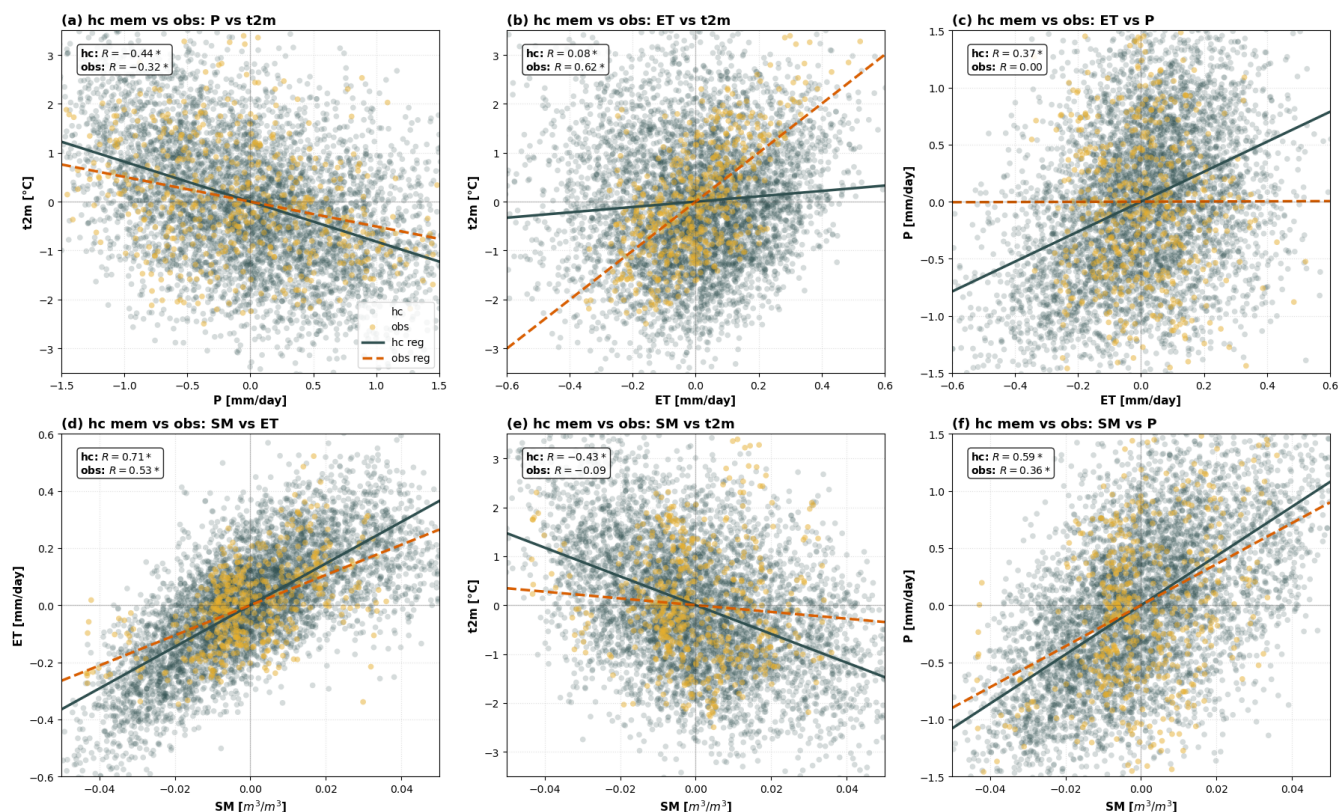 (a) hc mem vs obs: P vs t2m
hc: R = −0.44 *
obs: R = −0.32 *
3
2
1
0
−1
−2
−3
t2m [°C]
hc
obs
hc reg
obs reg
−1.5 −1.0 −0.5 0.0 0.5 1.0 1.5
P [mm/day]
(b) hc mem vs obs: ET vs t2m
hc: R = 0.08 *
obs: R = 0.62 *
3
2
1
0
−1
−2
−3
t2m [°C]
−0.6 −0.4 −0.2 0.0 0.2 0.4 0.6
ET [mm/day]
(c) hc mem vs obs: ET vs P
hc: R = 0.37 *
obs: R = 0.00
1.5
1.0
0.5
0.0
−0.5
−1.0
−1.5
P [mm/day]
−0.6 −0.4 −0.2 0.0 0.2 0.4 0.6
ET [mm/day]
(d) hc mem vs obs: SM vs ET
hc: R = 0.71 *
obs: R = 0.53 *
0.6
0.4
0.2
0.0
−0.2
−0.4
−0.6
ET [mm/day]
−0.04 −0.02 0.00 0.02 0.04
SM [m³/m³]
(e) hc mem vs obs: SM vs t2m
hc: R = −0.43 *
obs: R = −0.09
3
2
1
0
−1
−2
−3
t2m [°C]
−0.04 −0.02 0.00 0.02 0.04
SM [m³/m³]
(f) hc mem vs obs: SM vs P
hc: R = 0.59 *
obs: R = 0.36 *
1.5
1.0
0.5
0.0
−0.5
−1.0
−1.5
P [mm/day]
−0.04 −0.02 0.00 0.02 0.04
SM [m³/m³]